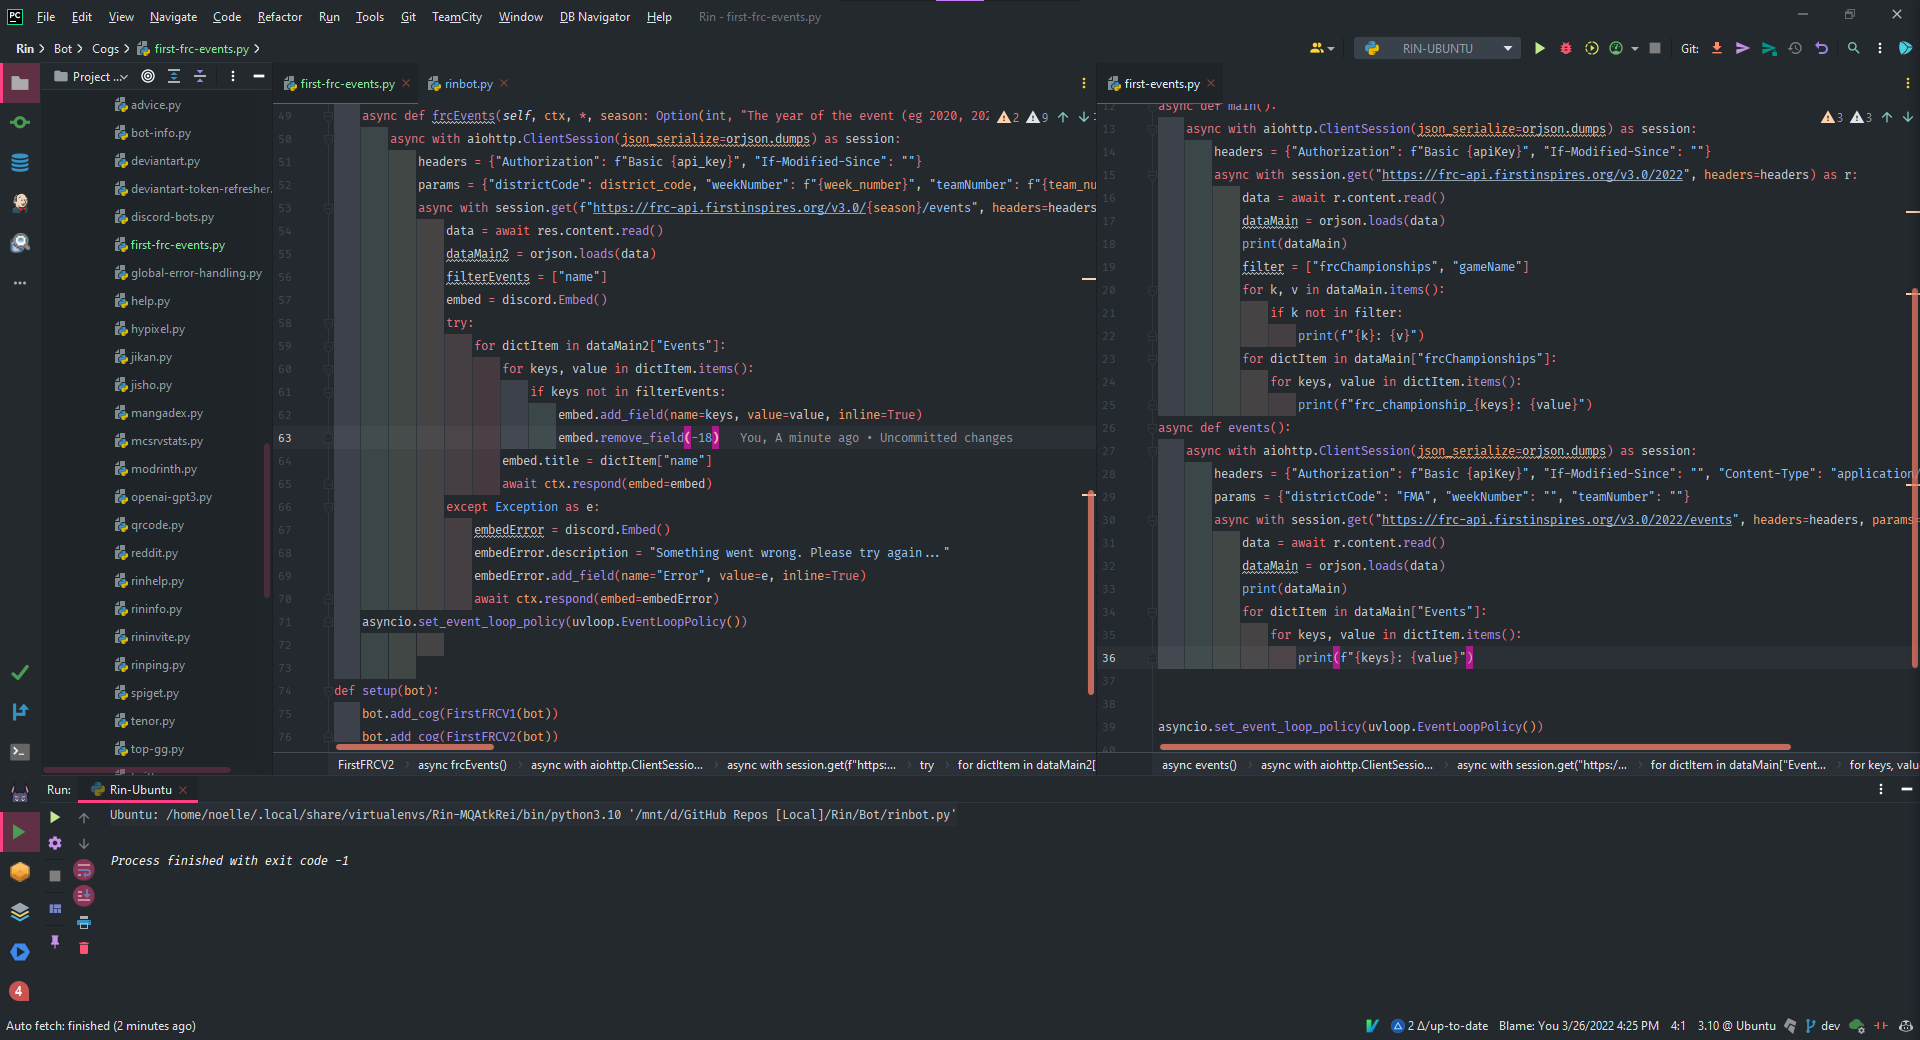 PC File Edit View Navigate Code Refactor Run Tools Git TeamCity Window DB Navigator Help Rin - first-frc-events.py
Rin Bot Cogs first-frc-events.py RIN-UBUNTU Git:
Project ... first-frc-events.py rinbot.py first-events.py
advice.py
bot-info.py
deviantart.py
deviantart-token-refresher.
discord-bots.py
first-frc-events.py
global-error-handling.py
help.py
hypixel.py
jikan.py
jisho.py
mangadex.py
mcsrvstats.py
modrinth.py
openai-gpt3.py
qrcode.py
reddit.py
rinhelp.py
rininfo.py
rininvite.py
rinping.py
spiget.py
tenor.py
top-gg.py
49 async def frcEvents(self, ctx, *, season: Option(int, "The year of the event (eg 2020, 202 2 9
50 async with aiohttp.ClientSession(json_serialize=orjson.dumps) as session:
51 headers = {"Authorization": f"Basic {api_key}", "If-Modified-Since": ""}
52 params = {"districtCode": district_code, "weekNumber": f"{week_number}", "teamNumber": f"{team_nu
53 async with session.get(f"https://frc-api.firstinspires.org/v3.0/{season}/events", headers=headers
54 data = await res.content.read()
55 dataMain2 = orjson.loads(data)
56 filterEvents = ["name"]
57 embed = discord.Embed()
58 try:
59 for dictItem in dataMain2["Events"]:
60 for keys, value in dictItem.items():
61 if keys not in filterEvents:
62 embed.add_field(name=keys, value=value, inline=True)
63 embed.remove_field(-18) You, A minute ago • Uncommitted changes
64 embed.title = dictItem["name"]
65 await ctx.respond(embed=embed)
66 except Exception as e:
67 embedError = discord.Embed()
68 embedError.description = "Something went wrong. Please try again..."
69 embedError.add_field(name="Error", value=e, inline=True)
70 await ctx.respond(embed=embedError)
71 asyncio.set_event_loop_policy(uvloop.EventLoopPolicy())
72
73
74 def setup(bot):
75 bot.add_cog(FirstFRCV1(bot))
76 bot.add_cog(FirstFRCV2(bot))
FirstFRCV2 async frcEvents() async with aiohttp.ClientSessio... async with session.get(f"https:... try for dictItem in dataMain2[
12 async def main():
13 async with aiohttp.ClientSession(json_serialize=orjson.dumps) as session: 3 3
14 headers = {"Authorization": f"Basic {apiKey}", "If-Modified-Since": ""}
15 async with session.get("https://frc-api.firstinspires.org/v3.0/2022", headers=headers) as r:
16 data = await r.content.read()
17 dataMain = orjson.loads(data)
18 print(dataMain)
19 filter = ["frcChampionships", "gameName"]
20 for k, v in dataMain.items():
21 if k not in filter:
22 print(f"{k}: {v}")
23 for dictItem in dataMain["frcChampionships"]:
24 for keys, value in dictItem.items():
25 print(f"frc_championship_{keys}: {value}")
26 async def events():
27 async with aiohttp.ClientSession(json_serialize=orjson.dumps) as session:
28 headers = {"Authorization": f"Basic {apiKey}", "If-Modified-Since": "", "Content-Type": "application/
29 params = {"districtCode": "FMA", "weekNumber": "", "teamNumber": ""}
30 async with session.get("https://frc-api.firstinspires.org/v3.0/2022/events", headers=headers, params=
31 data = await r.content.read()
32 dataMain = orjson.loads(data)
33 print(dataMain)
34 for dictItem in dataMain["Events"]:
35 for keys, value in dictItem.items():
36 print(f"{keys}: {value}")
37
38
39 asyncio.set_event_loop_policy(uvloop.EventLoopPolicy())
40
async events() async with aiohttp.ClientSessio... async with session.get("https:/... for dictItem in dataMain["Event... for keys, valu
Run: Rin-Ubuntu
Ubuntu: /home/noelle/.local/share/virtualenvs/Rin-MQAtkRei/bin/python3.10 '/mnt/d/GitHub Repos [Local]/Rin/Bot/rinbot.py'
Process finished with exit code -1
4
Auto fetch: finished (2 minutes ago) 2 Δ/up-to-date Blame: You 3/26/2022 4:25 PM 4:1 3.10 @ Ubuntu dev